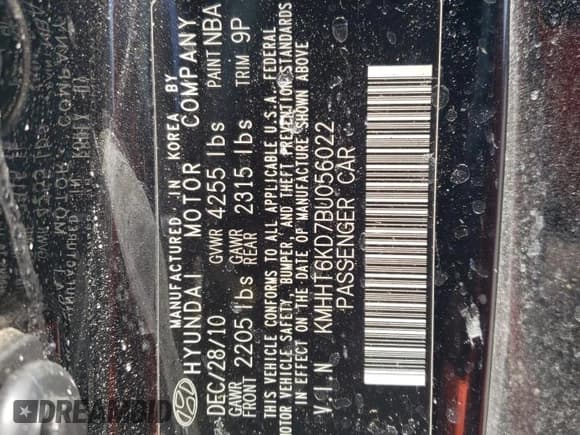 MANUFACTURED IN KOREA BY
HYUNDAI MOTOR COMPANY
DEC/28/10 GVWR 4255 lbs PAINT NBA
GAWR FRONT 2205 lbs GAWR REAR 2315 lbs TRIM 9P
THIS VEHICLE CONFORMS TO ALL APPLICABLE U.S.A. FEDERAL
MOTOR VEHICLE SAFETY, BUMPER, AND THEFT PREVENTION STANDARDS
IN EFFECT ON THE DATE OF MANUFACTURE SHOWN ABOVE
V.I.N KMHHT6KD7BU056022
PASSENGER CAR
DREAMBID